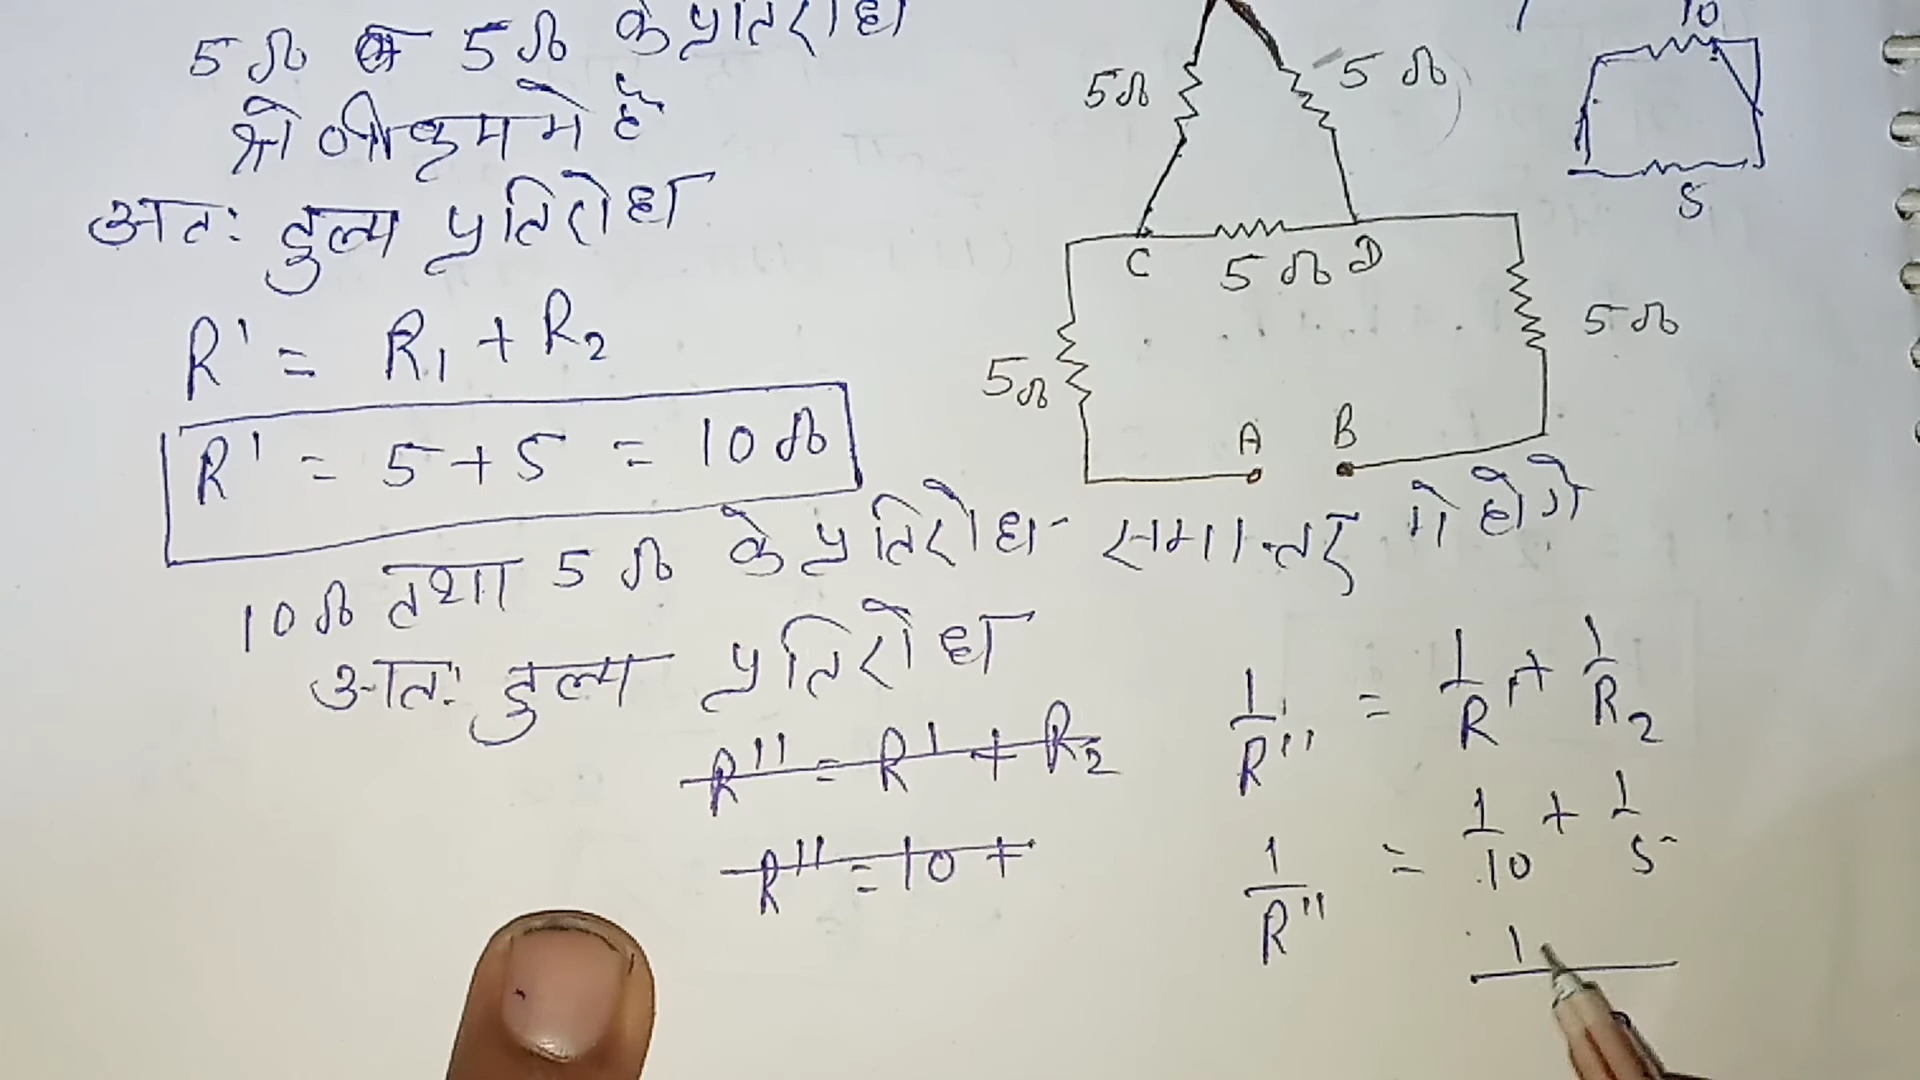 5Ω व 5Ω के प्रतिरोध
श्रेणीक्रम में हैं
अतः तुल्य प्रतिरोध
R' = R₁ + R₂
R' = 5 + 5 = 10Ω
10Ω तथा 5Ω के प्रतिरोध समान्तर में होंगे
अतः तुल्य प्रतिरोध
R'' = R' + R₂
R'' = 10 +
1/R'' = 1/R' + 1/R₂
1/R'' = 1/10 + 1/5
1
5Ω
5Ω
C
5Ω
D
5Ω
5Ω
A
B
10
5